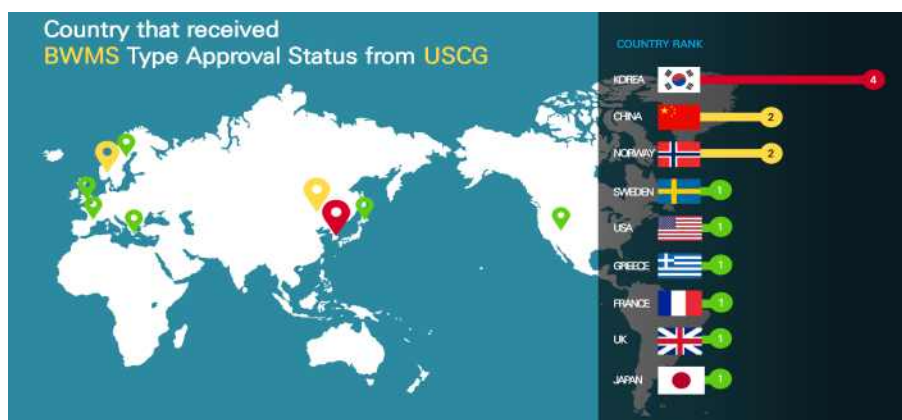 Country that received
BWMS Type Approval Status from USCG
COUNTRY RANK
KOREA 4
CHINA 2
NORWAY 2
SWEDEN 1
USA 1
GREECE 1
FRANCE 1
UK 1
JAPAN 1